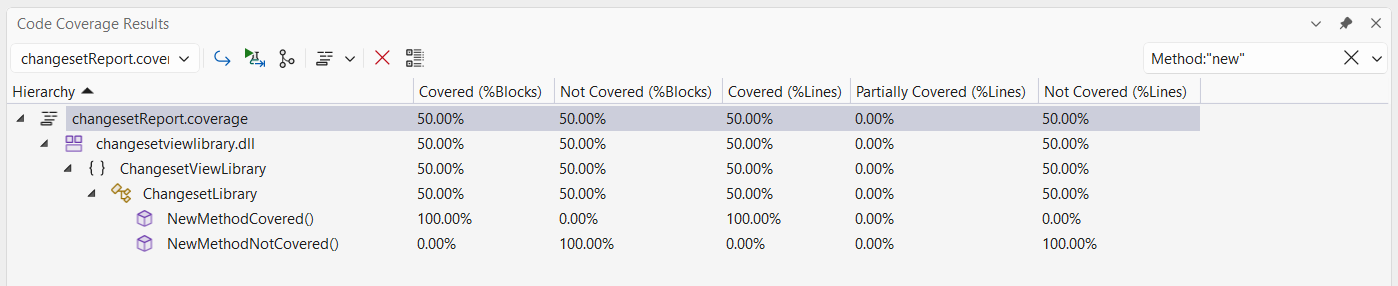 Code Coverage Results
changesetReport.cover
Method:"new"
Hierarchy Covered (%Blocks) Not Covered (%Blocks) Covered (%Lines) Partially Covered (%Lines) Not Covered (%Lines)
changesetReport.coverage 50.00% 50.00% 50.00% 0.00% 50.00%
changesetviewlibrary.dll 50.00% 50.00% 50.00% 0.00% 50.00%
{ } ChangesetViewLibrary 50.00% 50.00% 50.00% 0.00% 50.00%
ChangesetLibrary 50.00% 50.00% 50.00% 0.00% 50.00%
NewMethodCovered() 100.00% 0.00% 100.00% 0.00% 0.00%
NewMethodNotCovered() 0.00% 100.00% 0.00% 0.00% 100.00%